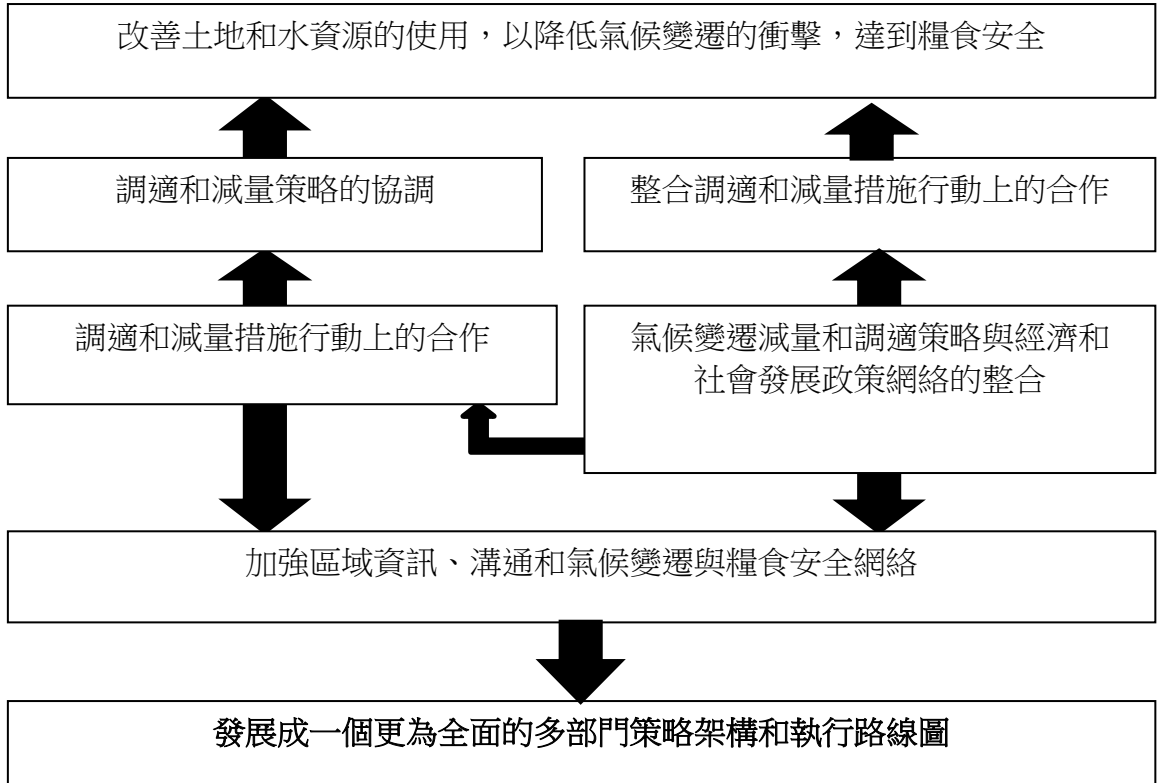 改善土地和水資源的使用，以降低氣候變遷的衝擊，達到糧食安全
調適和減量策略的協調
整合調適和減量措施行動上的合作
調適和減量措施行動上的合作
氣候變遷減量和調適策略與經濟和
社會發展政策網絡的整合
加強區域資訊、溝通和氣候變遷與糧食安全網絡
發展成一個更為全面的多部門策略架構和執行路線圖